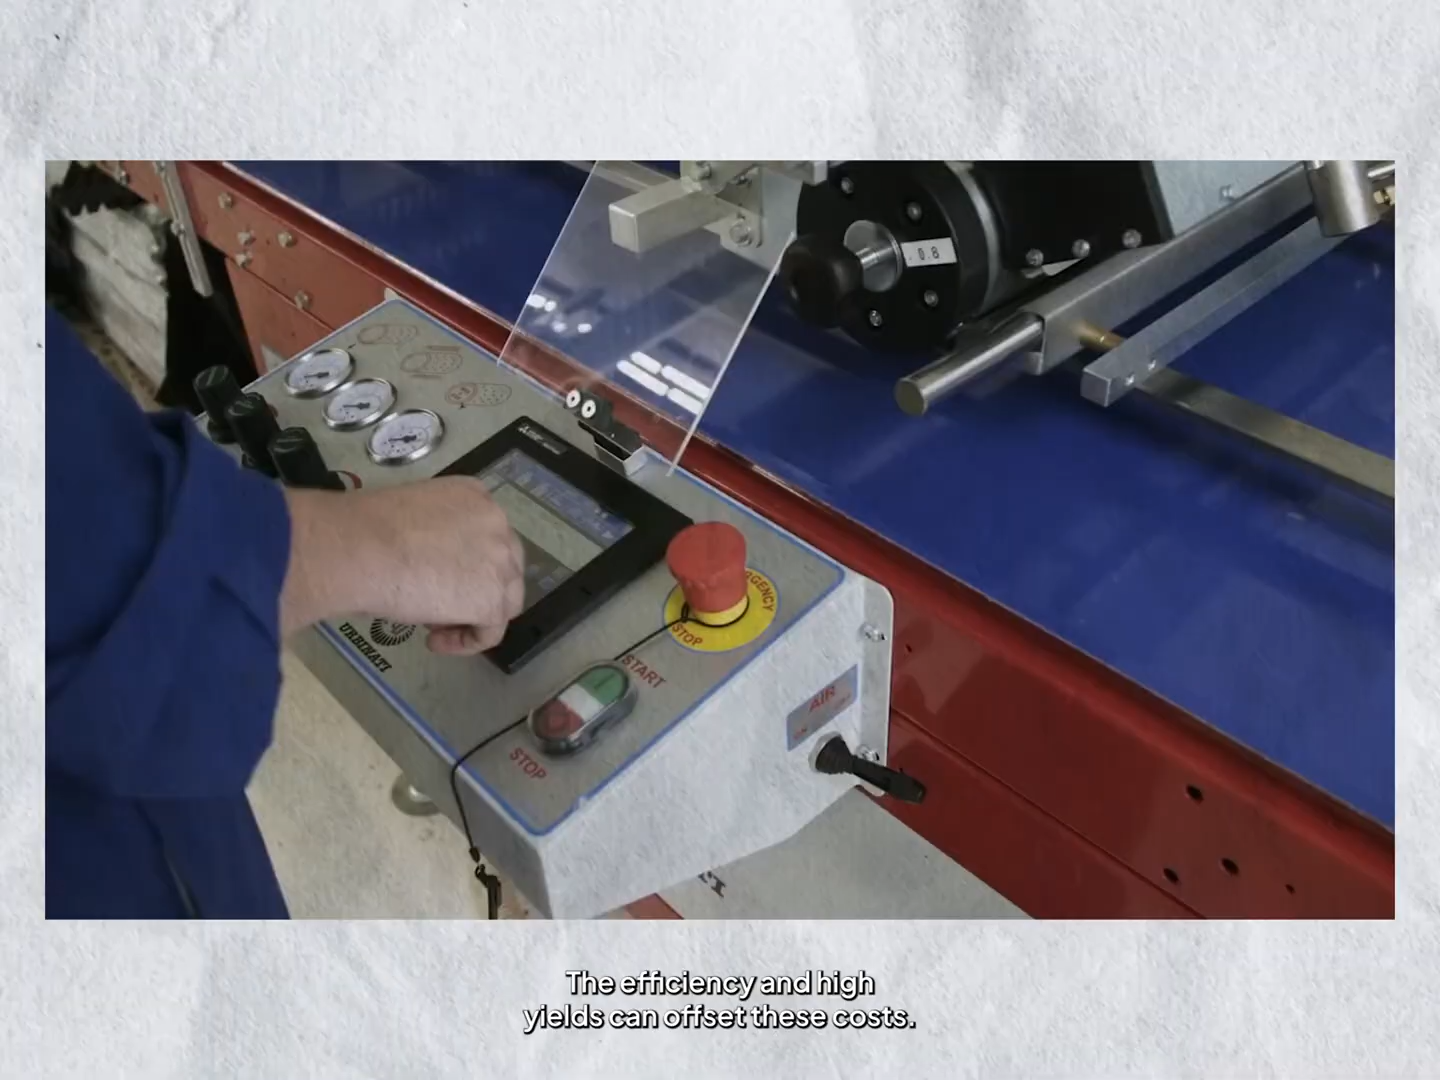 0.8
EMERGENCY
STOP
START
STOP
URBINATI
AIR
The efficiency and high
yields can offset these costs.